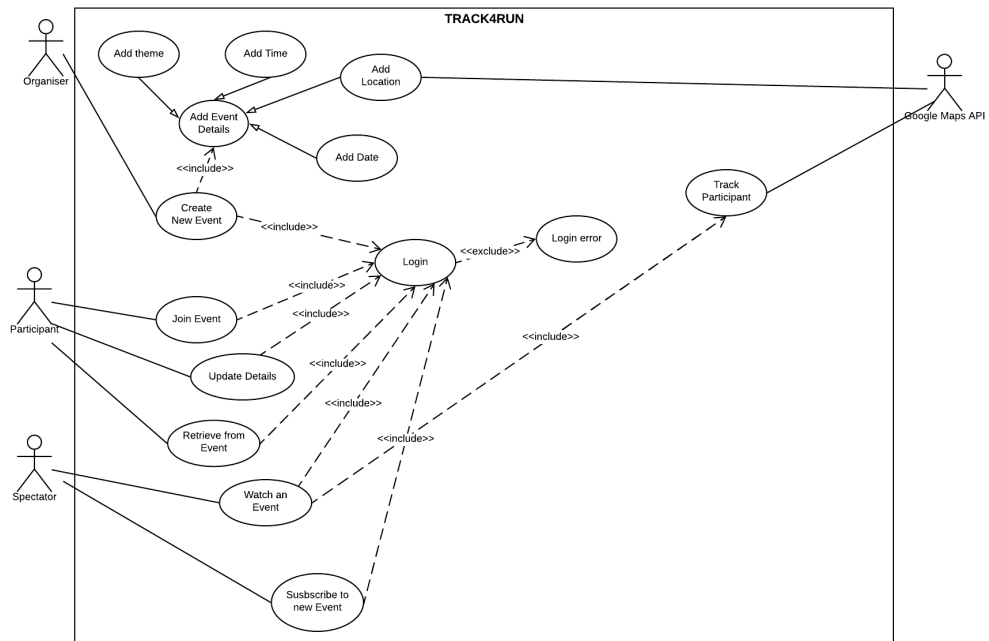 TRACK4RUN
Organiser
Add theme
Add Time
Add
Location
Google Maps API
Add Event
Details
Add Date
<<include>>
Track
Participant
Create
New Event
<<include>>
Login error
<<exclude>>
Login
<<include>>
Participant
Join Event
<<include>>
<<include>>
Update Details
<<include>>
<<include>>
Retrieve from
Event
<<include>>
Spectator
Watch an
Event
Susbscribe to
new Event